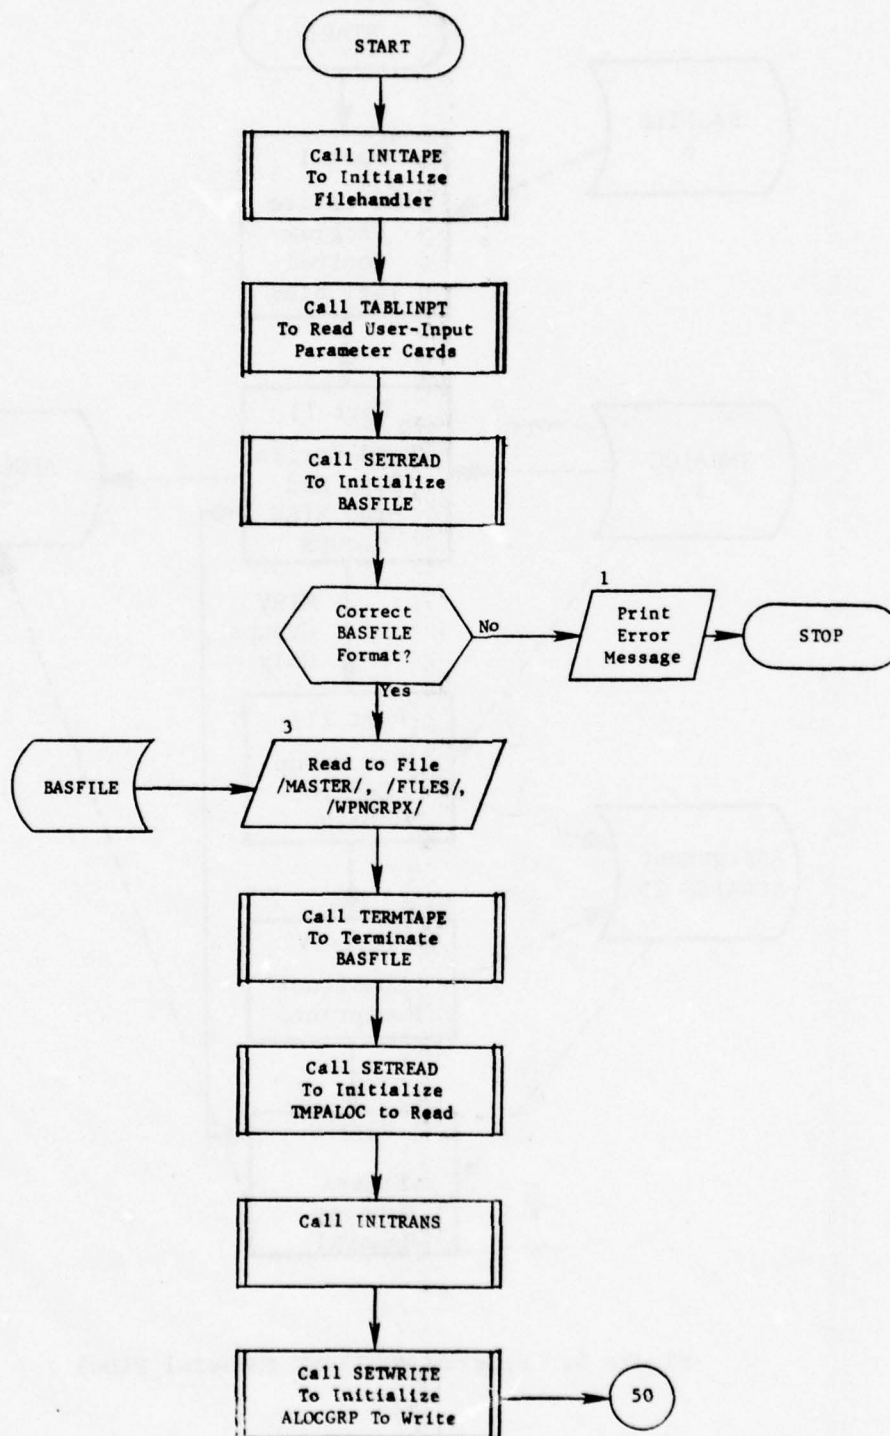 START
Call INITAPE
To Initialize
Filehandler
Call TABLINPT
To Read User-Input
Parameter Cards
Call SETREAD
To Initialize
BASFILE
Correct
BASFILE
Format?
No
1
Print
Error
Message
STOP
Yes
3
BASFILE
Read to File
/MASTER/, /FILES/,
/WPNGRPX/
Call TERMTAPE
To Terminate
BASFILE
Call SETREAD
To Initialize
TMPALOC to Read
Call INITRANS
Call SETWRITE
To Initialize
ALOCGRP To Write
50